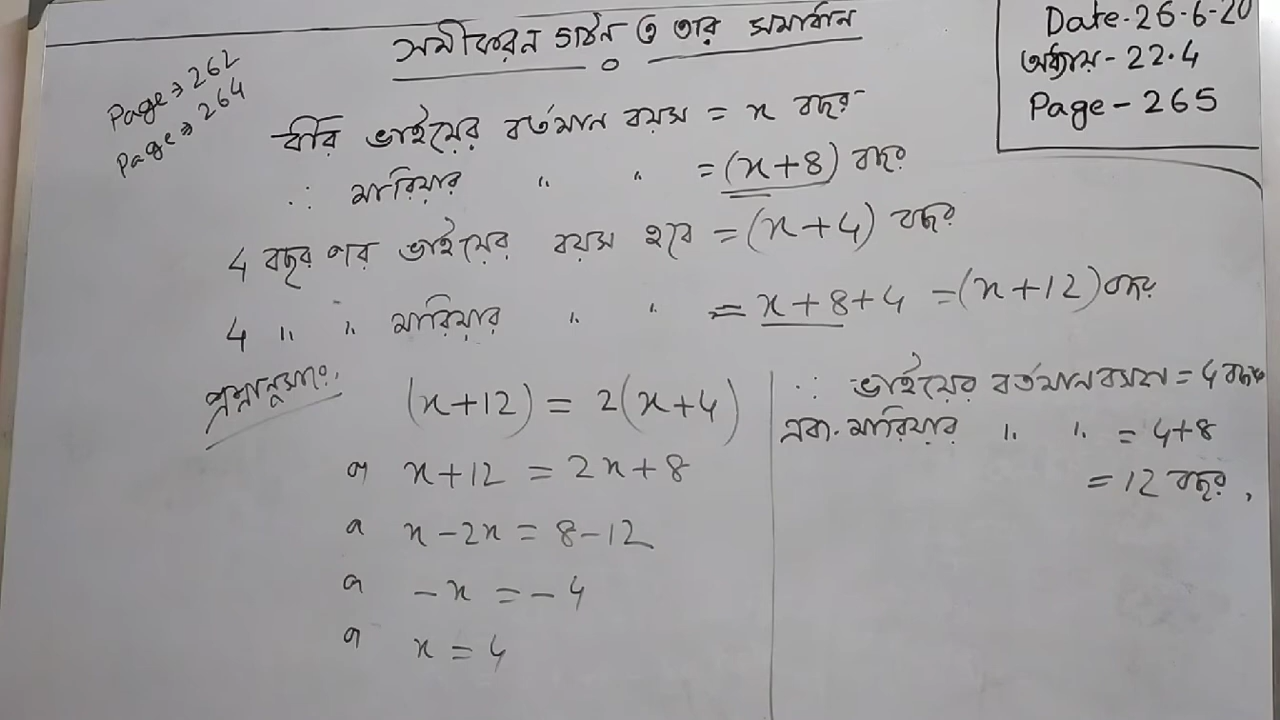 সমীকরন গঠন ও তার সমাধান
Date-26-6-20
অধ্যায়-22.4
Page-265
Page→262
Page→264
ধরি ভাইয়ের বর্তমান বয়স = x বছর
∴ মারিয়ার " " = (x+8) বছর
4 বছর পর ভাইয়ের বয়স হবে = (x+4) বছর
4 " " মারিয়ার " " = x+8+4 = (x+12) বছর
প্রশ্নানুসারে,
(x+12) = 2(x+4)
বা x+12 = 2x+8
বা x-2x = 8-12
বা -x = -4
বা x = 4
∴ ভাইয়ের বর্তমান বয়স = 4 বছর
এবং মারিয়ার " " = 4+8
= 12 বছর,